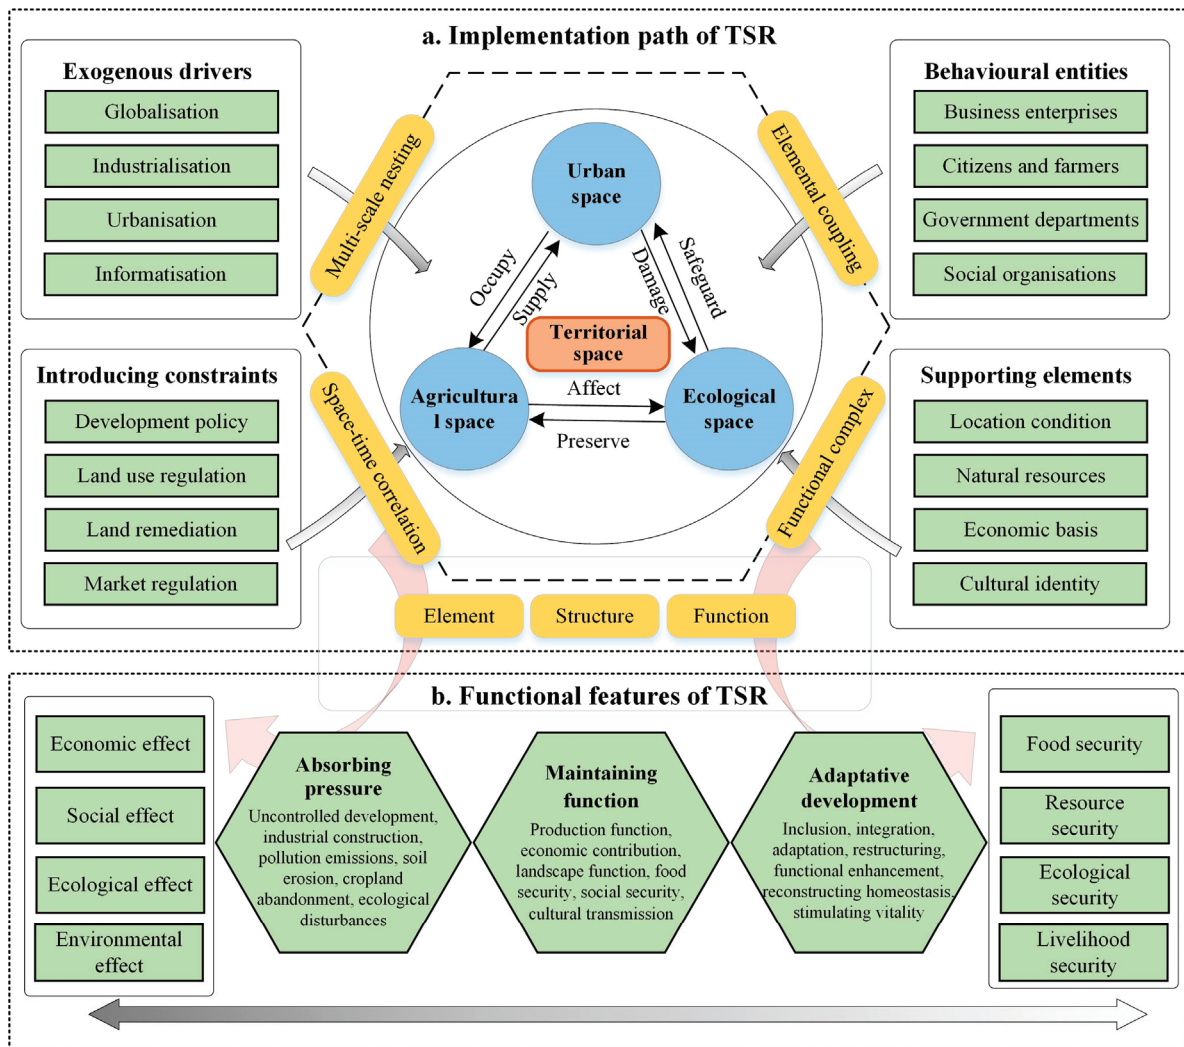 a. Implementation path of TSR
Exogenous drivers
Globalisation
Industrialisation
Urbanisation
Informatisation
Introducing constraints
Development policy
Land use regulation
Land remediation
Market regulation
Multi-scale nesting
Elemental coupling
Space-time correlation
Functional complex
Urban
space
Occupy
Supply
Damage
Safeguard
Territorial
space
Agricultura
l space
Affect
Preserve
Ecological
space
Element
Structure
Function
Behavioural entities
Business enterprises
Citizens and farmers
Government departments
Social organisations
Supporting elements
Location condition
Natural resources
Economic basis
Cultural identity
b. Functional features of TSR
Economic effect
Social effect
Ecological effect
Environmental
effect
Absorbing
pressure
Uncontrolled development,
industrial construction,
pollution emissions, soil
erosion, cropland
abandonment, ecological
disturbances
Maintaining
function
Production function,
economic contribution,
landscape function, food
security, social security,
cultural transmission
Adaptative
development
Inclusion, integration,
adaptation, restructuring,
functional enhancement,
reconstructing homeostasis,
stimulating vitality
Food security
Resource
security
Ecological
security
Livelihood
security